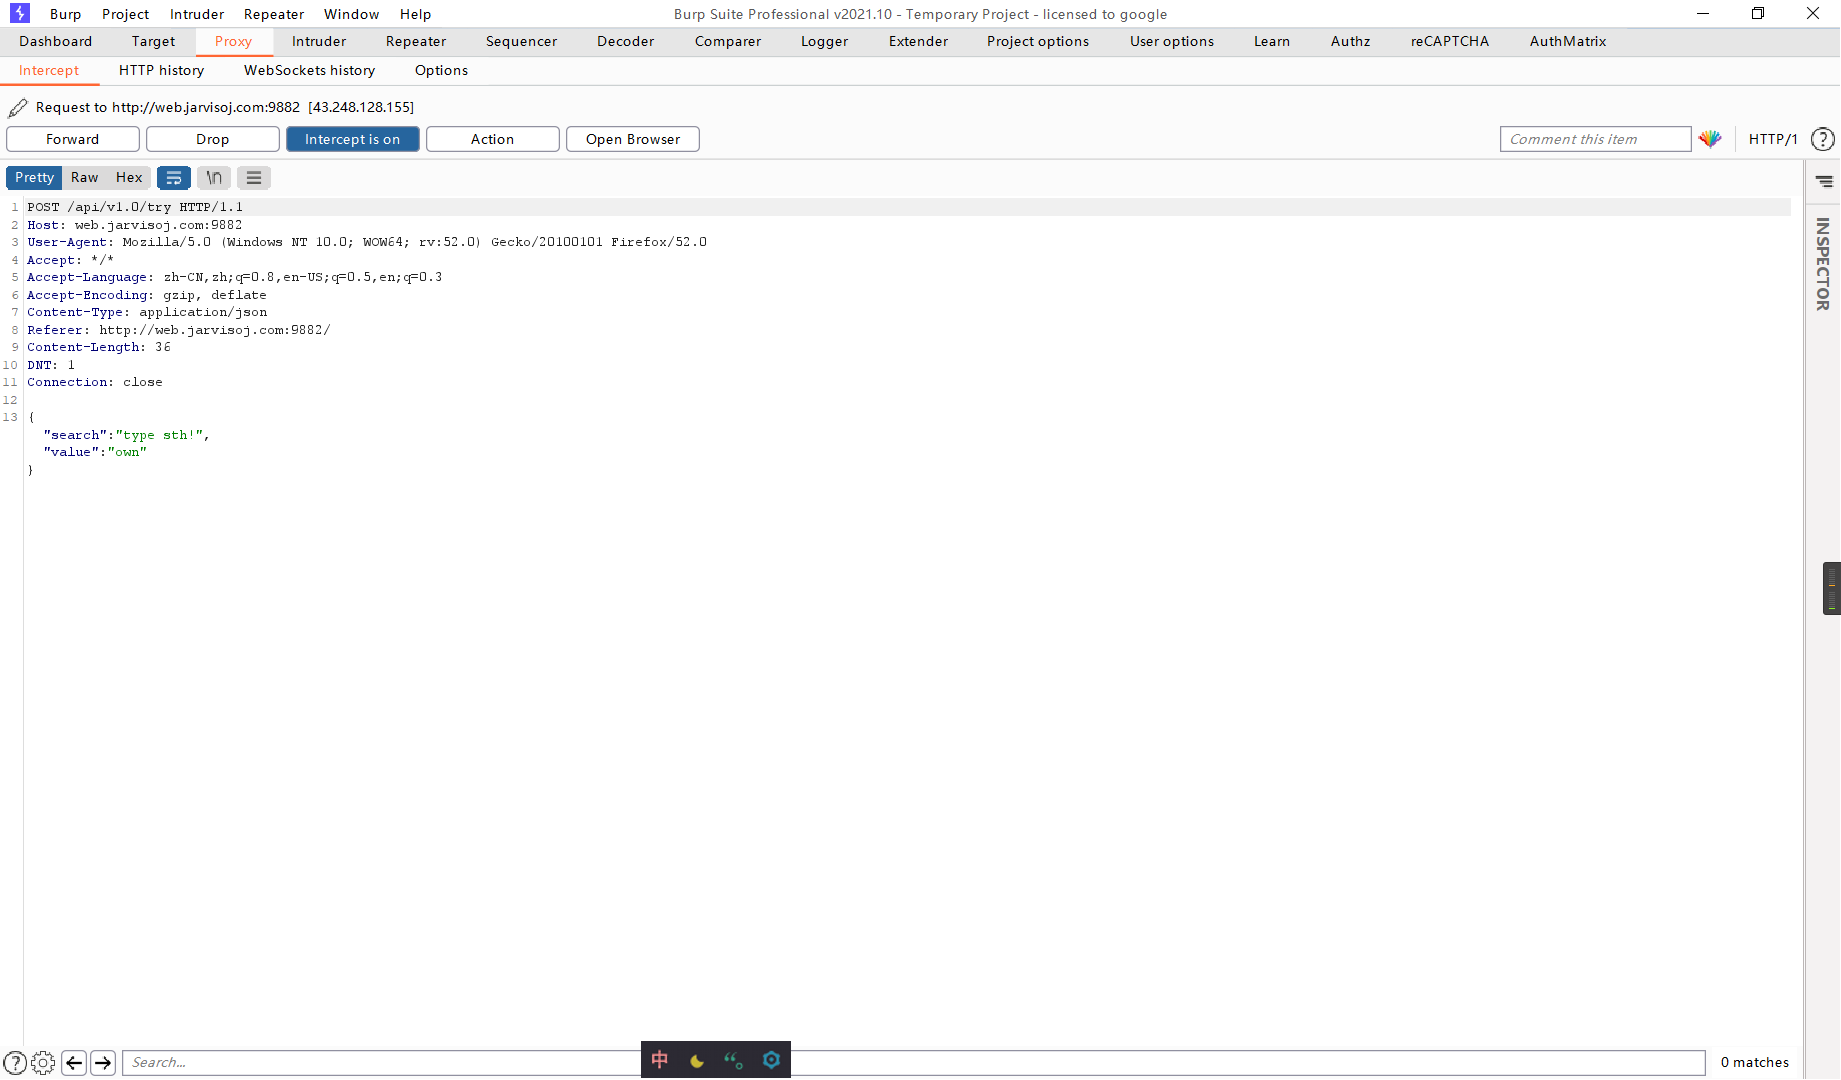 Burp Project Intruder Repeater Window Help Burp Suite Professional v2021.10 - Temporary Project - licensed to google
Dashboard Target Proxy Intruder Repeater Sequencer Decoder Comparer Logger Extender Project options User options Learn Authz reCAPTCHA AuthMatrix
Intercept HTTP history WebSockets history Options
Request to http://web.jarvisoj.com:9882 [43.248.128.155]
Forward Drop Intercept is on Action Open Browser Comment this item HTTP/1 ?
Pretty Raw Hex \n
INSPECTOR
1 POST /api/v1.0/try HTTP/1.1
2 Host: web.jarvisoj.com:9882
3 User-Agent: Mozilla/5.0 (Windows NT 10.0; WOW64; rv:52.0) Gecko/20100101 Firefox/52.0
4 Accept: */*
5 Accept-Language: zh-CN,zh;q=0.8,en-US;q=0.5,en;q=0.3
6 Accept-Encoding: gzip, deflate
7 Content-Type: application/json
8 Referer: http://web.jarvisoj.com:9882/
9 Content-Length: 36
10 DNT: 1
11 Connection: close
12
13 {
"search":"type sth!",
"value":"own"
}
? Search... 中 0 matches